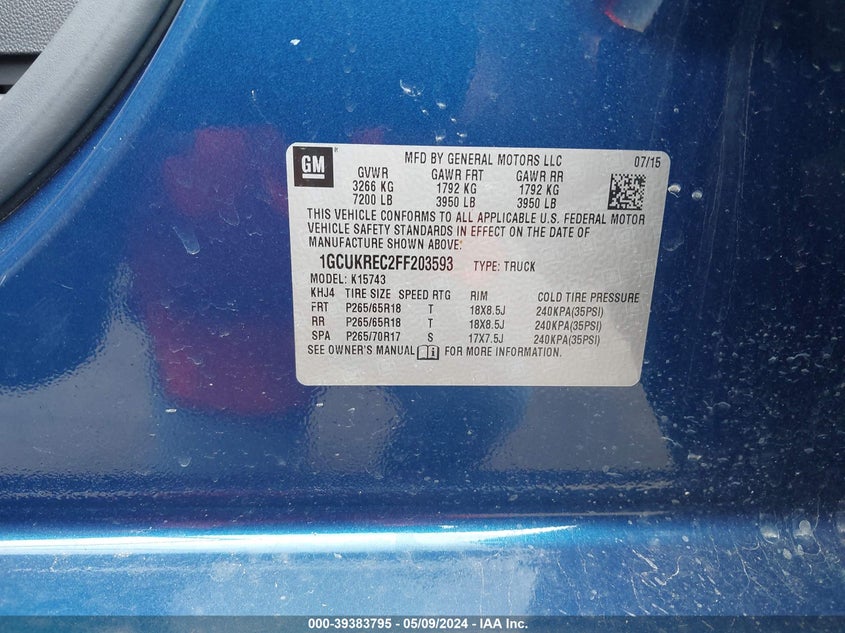 GM
MFD BY GENERAL MOTORS LLC 07/15
GVWR GAWR FRT GAWR RR
3266 KG 1792 KG 1792 KG
7200 LB 3950 LB 3950 LB
THIS VEHICLE CONFORMS TO ALL APPLICABLE U.S. FEDERAL MOTOR
VEHICLE SAFETY STANDARDS IN EFFECT ON THE DATE OF
MANUFACTURE SHOWN ABOVE:
1GCUKREC2FF203593 TYPE: TRUCK
MODEL: K15743
KHJ4 TIRE SIZE SPEED RTG RIM COLD TIRE PRESSURE
FRT P265/65R18 T 18X8.5J 240KPA(35PSI)
RR P265/65R18 T 18X8.5J 240KPA(35PSI)
SPA P265/70R17 S 17X7.5J 240KPA(35PSI)
SEE OWNER'S MANUAL FOR MORE INFORMATION.
000-39383795 - 05/09/2024 - IAA Inc.